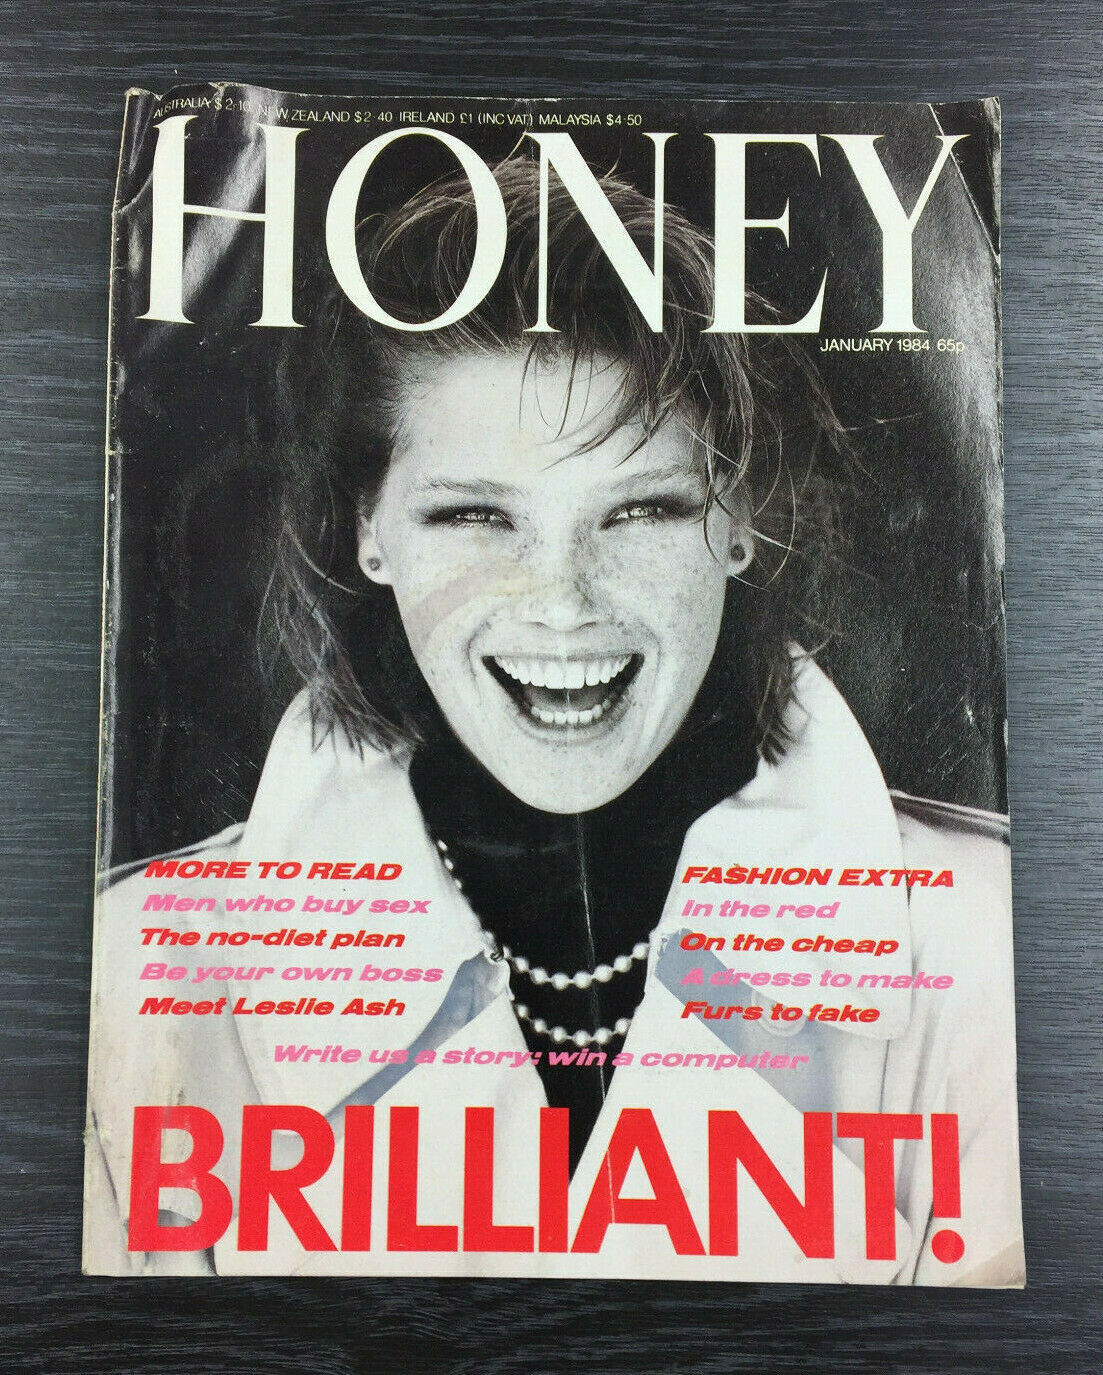 AUSTRALIA $2·10 NEW ZEALAND $2·40 IRELAND £1 (INC VAT) MALAYSIA $4·50
HONEY
JANUARY 1984 65p
MORE TO READ
Men who buy sex
The no-diet plan
Be your own boss
Meet Leslie Ash
FASHION EXTRA
In the red
On the cheap
A dress to make
Furs to fake
Write us a story: win a computer
BRILLIANT!